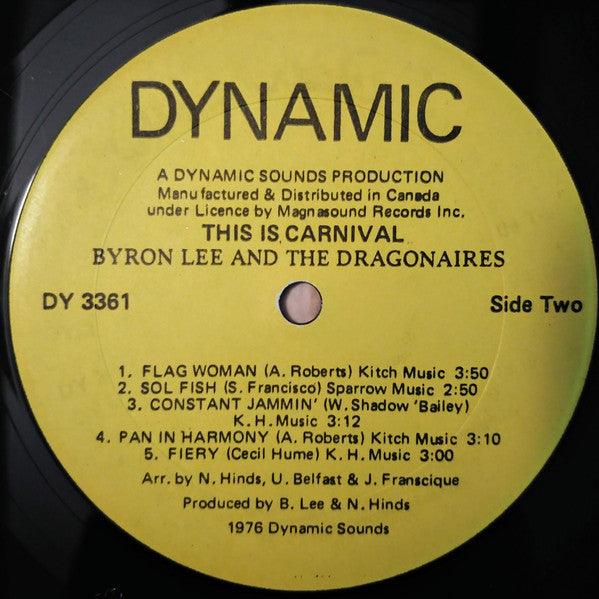 DYNAMIC
A DYNAMIC SOUNDS PRODUCTION
Manufactured & Distributed in Canada
under Licence by Magnasound Records Inc.
THIS IS CARNIVAL
BYRON LEE AND THE DRAGONAIRES
DY 3361 Side Two
1. FLAG WOMAN (A. Roberts) Kitch Music 3:50
2. SOL FISH (S. Francisco) Sparrow Music 2:50
3. CONSTANT JAMMIN' (W. Shadow 'Bailey)
K. H. Music 3:12
4. PAN IN HARMONY (A. Roberts) Kitch Music 3:10
5. FIERY (Cecil Hume) K. H. Music 3:00
Arr. by N. Hinds, U. Belfast & J. Franscique
Produced by B. Lee & N. Hinds
1976 Dynamic Sounds